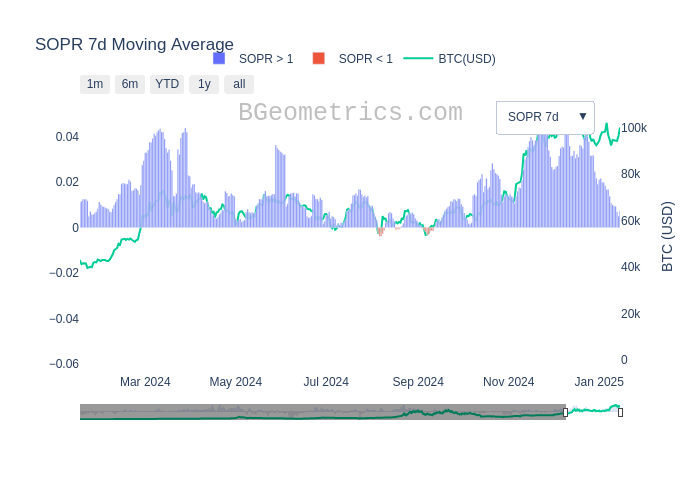 SOPR 7d Moving Average
SOPR > 1
SOPR < 1
BTC(USD)
1m
6m
YTD
1y
all
BGeometrics.com
SOPR 7d
▼
0.04
0.02
0
−0.02
−0.04
−0.06
100k
80k
60k
40k
20k
0
BTC (USD)
Mar 2024
May 2024
Jul 2024
Sep 2024
Nov 2024
Jan 2025